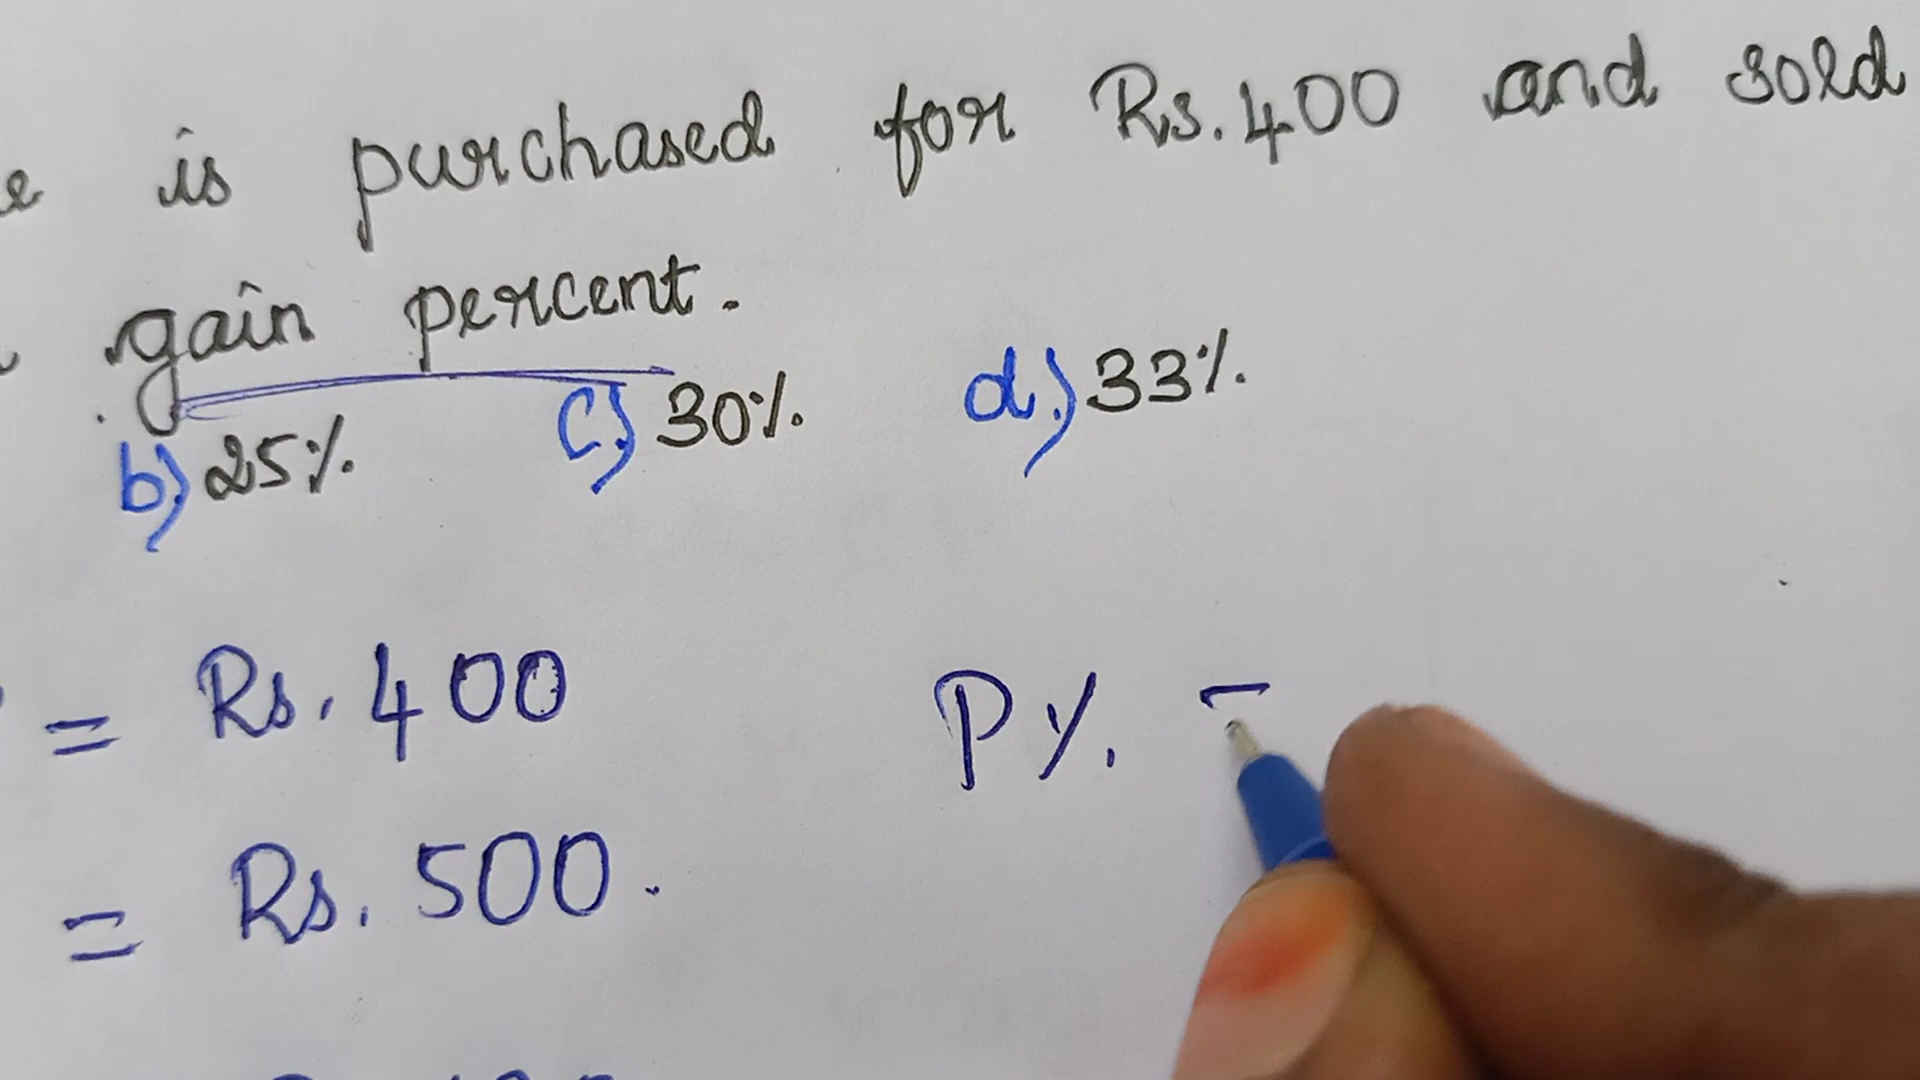 is purchased for Rs.400 and sold
gain percent.
b) 25% c) 30% d) 33%
= Rs. 400 P%.
= Rs. 500.